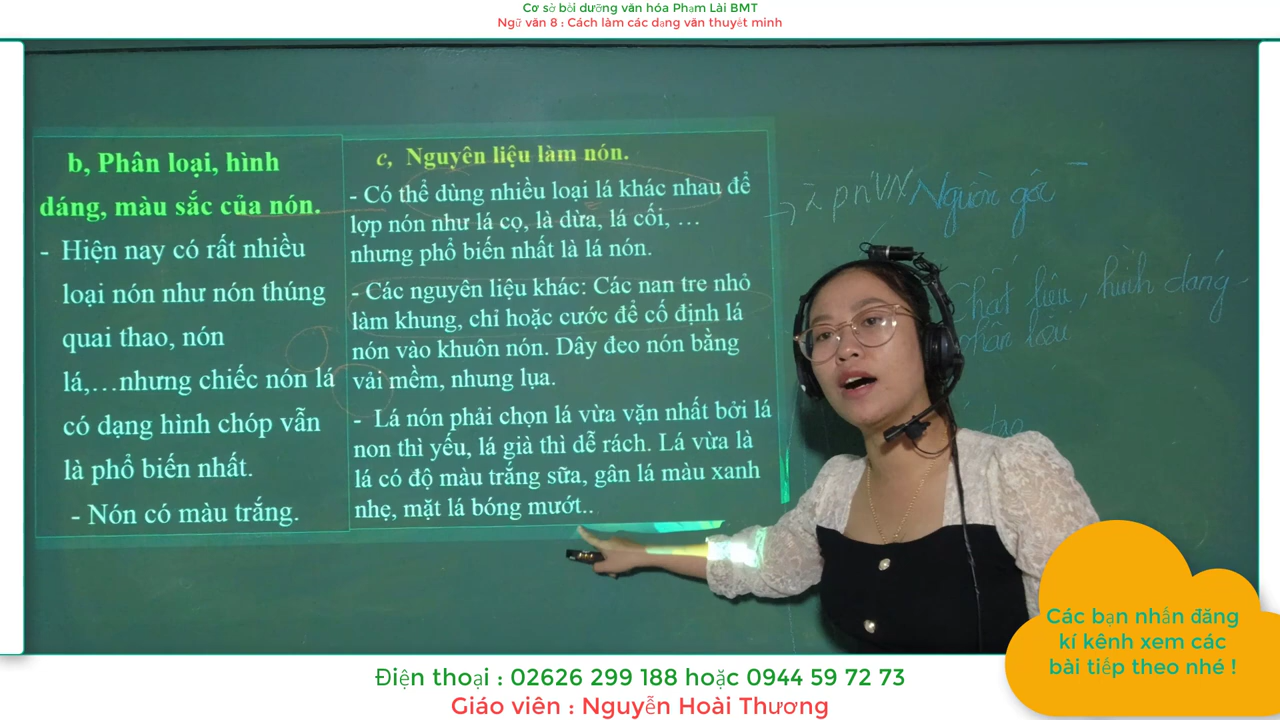 Cơ sở bồi dưỡng văn hóa Phạm Lài BMT
Ngữ văn 8 : Cách làm các dạng văn thuyết minh
b, Phân loại, hình
dáng, màu sắc của nón.
- Hiện nay có rất nhiều
loại nón như nón thúng
quai thao, nón
lá,…nhưng chiếc nón lá
có dạng hình chóp vẫn
là phổ biến nhất.
- Nón có màu trắng.
c, Nguyên liệu làm nón.
- Có thể dùng nhiều loại lá khác nhau để
lợp nón như lá cọ, là dừa, lá cối, …
nhưng phổ biến nhất là lá nón.
- Các nguyên liệu khác: Các nan tre nhỏ
làm khung, chỉ hoặc cước để cố định lá
nón vào khuôn nón. Dây đeo nón bằng
vải mềm, nhung lụa.
- Lá nón phải chọn lá vừa vặn nhất bởi lá
non thì yếu, lá già thì dễ rách. Lá vừa là
lá có độ màu trắng sữa, gân lá màu xanh
nhẹ, mặt lá bóng mướt..
Nguồn gốc
Chất liệu, hình dáng
phân loại
tạo
Các bạn nhấn đăng
kí kênh xem các
bài tiếp theo nhé !
Điện thoại : 02626 299 188 hoặc 0944 59 72 73
Giáo viên : Nguyễn Hoài Thương